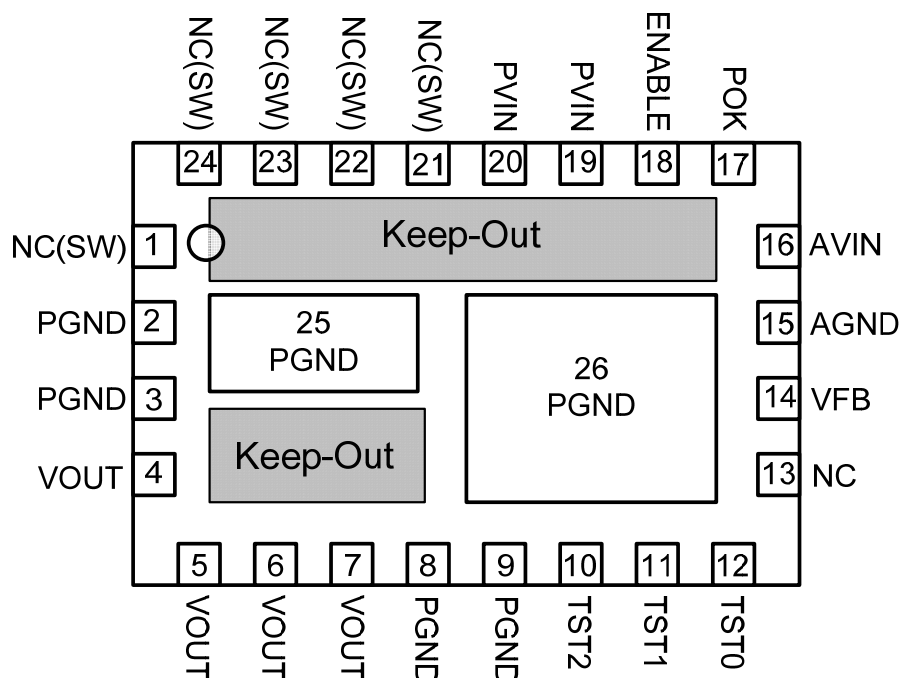 NC(SW)
NC(SW)
NC(SW)
NC(SW)
PVIN
PVIN
ENABLE
POK
24
23
22
21
20
19
18
17
NC(SW)
1
Keep-Out
16
AVIN
PGND
2
25
PGND
15
AGND
26
PGND
PGND
3
14
VFB
Keep-Out
VOUT
4
13
NC
5
6
7
8
9
10
11
12
VOUT
VOUT
VOUT
PGND
PGND
TST2
TST1
TST0